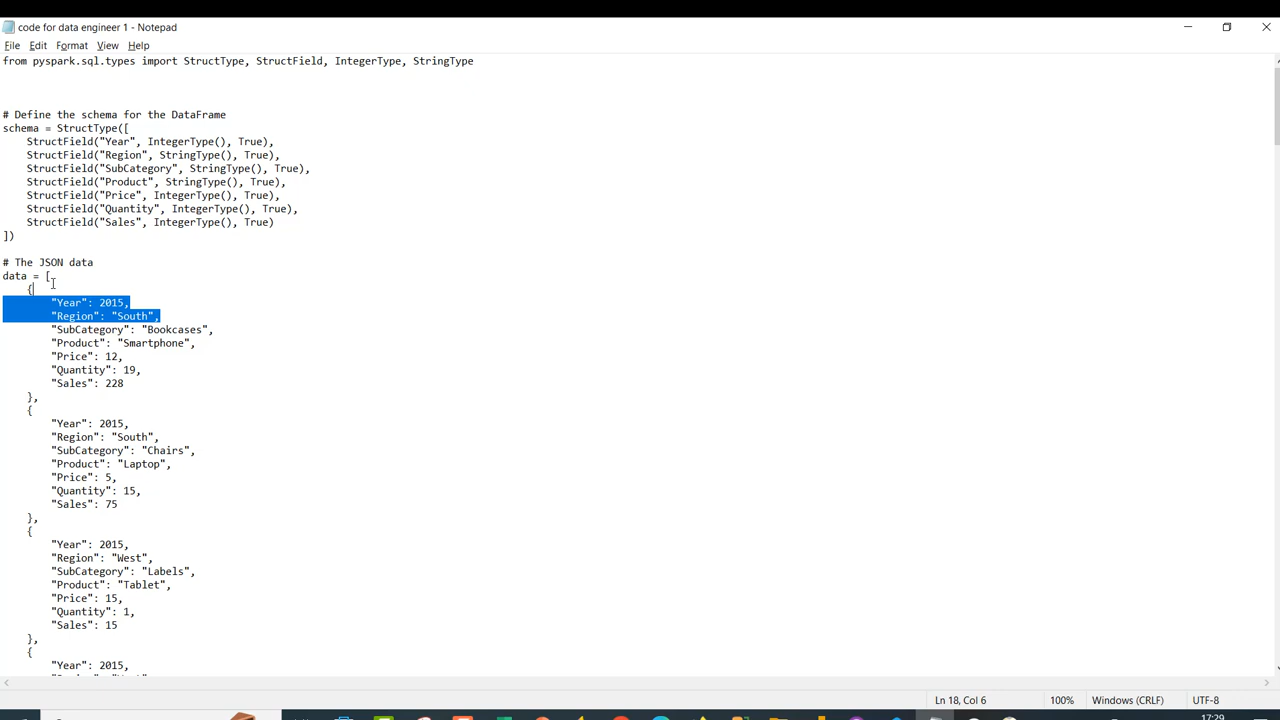 code for data engineer 1 - Notepad
File Edit Format View Help
from pyspark.sql.types import StructType, StructField, IntegerType, StringType
# Define the schema for the DataFrame
schema = StructType([
    StructField("Year", IntegerType(), True),
    StructField("Region", StringType(), True),
    StructField("SubCategory", StringType(), True),
    StructField("Product", StringType(), True),
    StructField("Price", IntegerType(), True),
    StructField("Quantity", IntegerType(), True),
    StructField("Sales", IntegerType(), True)
])
# The JSON data
data = [
    {
        "Year": 2015,
        "Region": "South",
        "SubCategory": "Bookcases",
        "Product": "Smartphone",
        "Price": 12,
        "Quantity": 19,
        "Sales": 228
    },
    {
        "Year": 2015,
        "Region": "South",
        "SubCategory": "Chairs",
        "Product": "Laptop",
        "Price": 5,
        "Quantity": 15,
        "Sales": 75
    },
    {
        "Year": 2015,
        "Region": "West",
        "SubCategory": "Labels",
        "Product": "Tablet",
        "Price": 15,
        "Quantity": 1,
        "Sales": 15
    },
    {
        "Year": 2015,
Ln 18, Col 6 100% Windows (CRLF) UTF-8
17:29